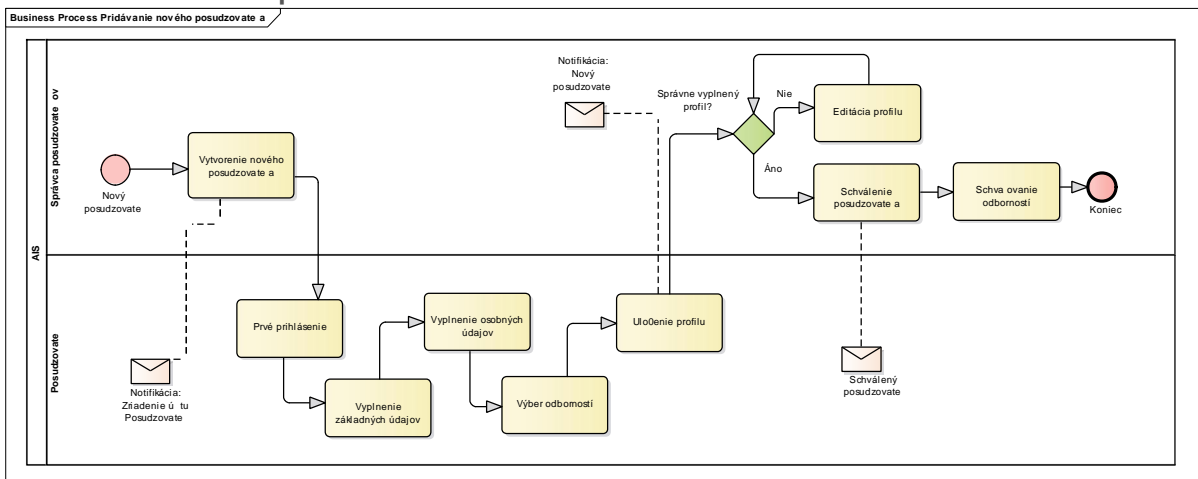 Business Process Pridávanie nového posudzovate a
AIS
Správca posudzovate ov
Nový
posudzovate
Vytvorenie nového
posudzovate a
Notifikácia:
Nový
posudzovate
Správne vyplnený
profil?
Nie
Editácia profilu
Áno
Schválenie
posudzovate a
Schva ovanie
odborností
Koniec
Posudzovate
Notifikácia:
Zriadenie ú tu
Posudzovate
Prvé prihlásenie
Vyplnenie
základných údajov
Vyplnenie osobných
údajov
Výber odborností
Ulo0enie profilu
Schválený
posudzovate